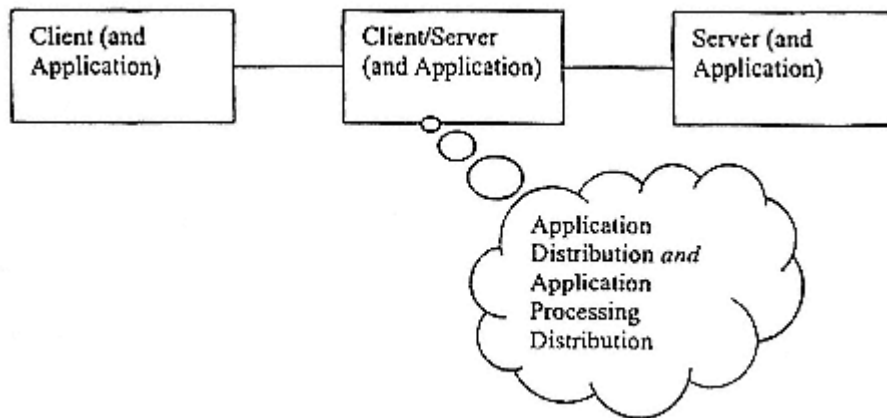 Client (and
Application)
Client/Server
(and Application)
Server (and
Application)
Application
Distribution and
Application
Processing
Distribution